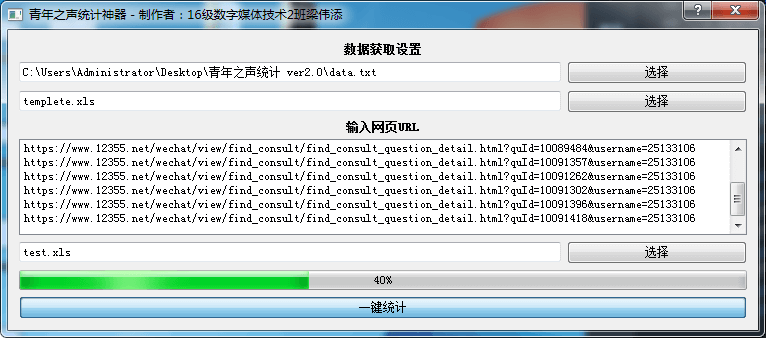 青年之声统计神器 - 制作者：16级数字媒体技术2班梁伟添
数据获取设置
C:\Users\Administrator\Desktop\青年之声统计 ver2.0\data.txt 选择
templete.xls 选择
输入网页URL
https://www.12355.net/wechat/view/find_consult/find_consult_question_detail.html?quId=10089484&username=25133106
https://www.12355.net/wechat/view/find_consult/find_consult_question_detail.html?quId=10091357&username=25133106
https://www.12355.net/wechat/view/find_consult/find_consult_question_detail.html?quId=10091262&username=25133106
https://www.12355.net/wechat/view/find_consult/find_consult_question_detail.html?quId=10091302&username=25133106
https://www.12355.net/wechat/view/find_consult/find_consult_question_detail.html?quId=10091396&username=25133106
https://www.12355.net/wechat/view/find_consult/find_consult_question_detail.html?quId=10091418&username=25133106
test.xls 选择
40%
一键统计